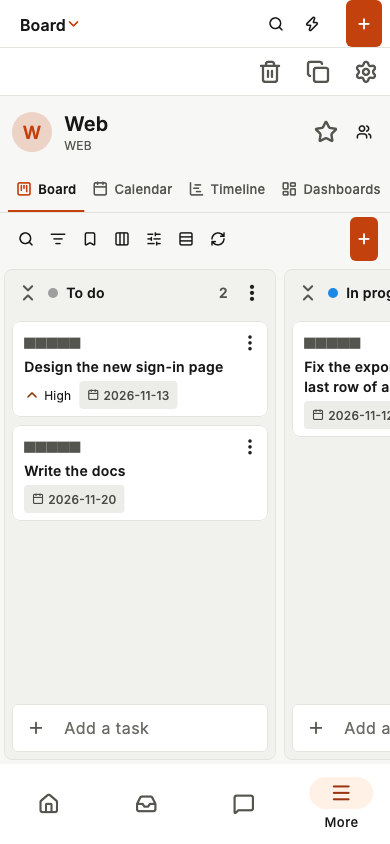 Board
W
Web
WEB
Board
Calendar
Timeline
Dashboards
To do
2
Design the new sign-in page
High
2026-11-13
Write the docs
2026-11-20
Add a task
In prog
Fix the expo
last row of a
2026-11-12
Add a
More